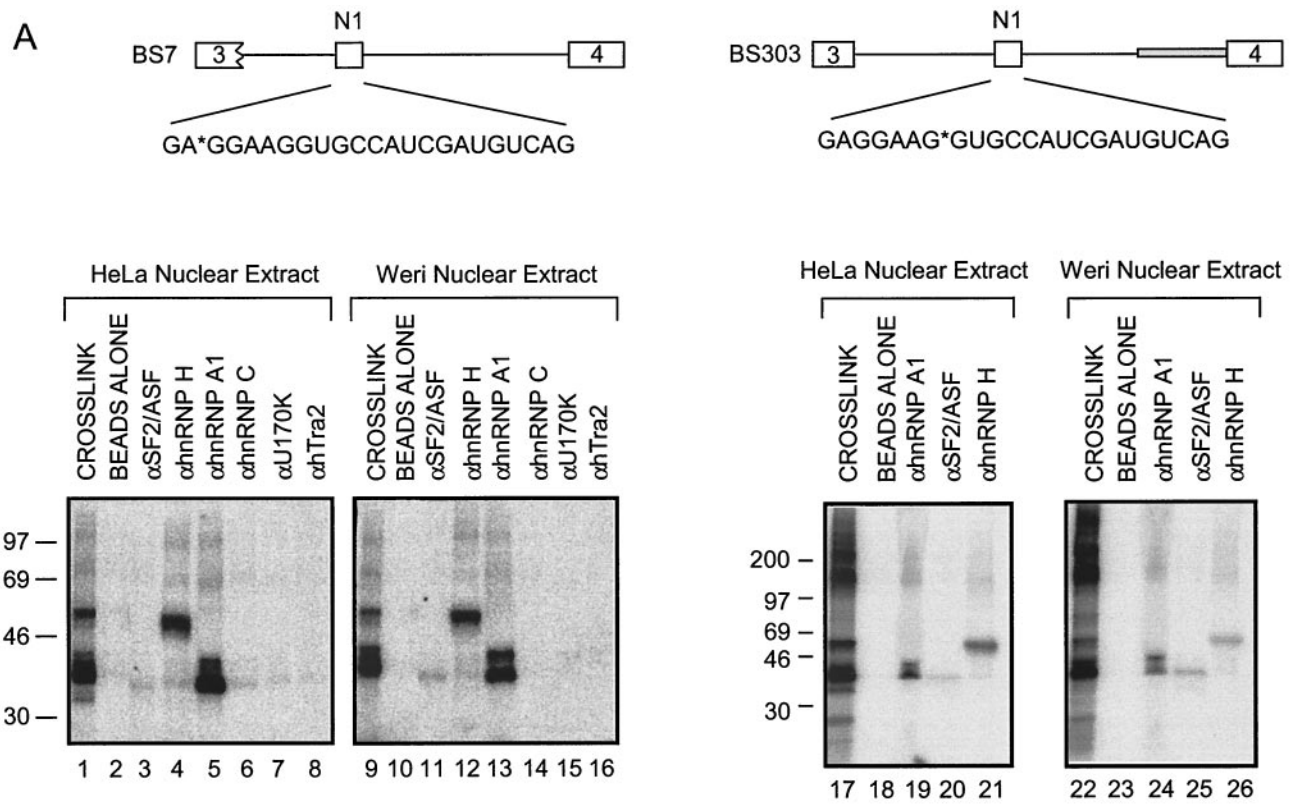 A
N1
BS7 3 4
GA*GGAAGGUGCCAUCGAUGUCAG
N1
BS303 3 4
GAGGAAG*GUGCCAUCGAUGUCAG
HeLa Nuclear Extract
CROSSLINK
BEADS ALONE
αSF2/ASF
αhnRNP H
αhnRNP A1
αhnRNP C
αU170K
αhTra2
Weri Nuclear Extract
CROSSLINK
BEADS ALONE
αSF2/ASF
αhnRNP H
αhnRNP A1
αhnRNP C
αU170K
αhTra2
97
69
46
30
1 2 3 4 5 6 7 8
9 10 11 12 13 14 15 16
HeLa Nuclear Extract
CROSSLINK
BEADS ALONE
αhnRNP A1
αSF2/ASF
αhnRNP H
Weri Nuclear Extract
CROSSLINK
BEADS ALONE
αhnRNP A1
αSF2/ASF
αhnRNP H
200
97
69
46
30
17 18 19 20 21
22 23 24 25 26